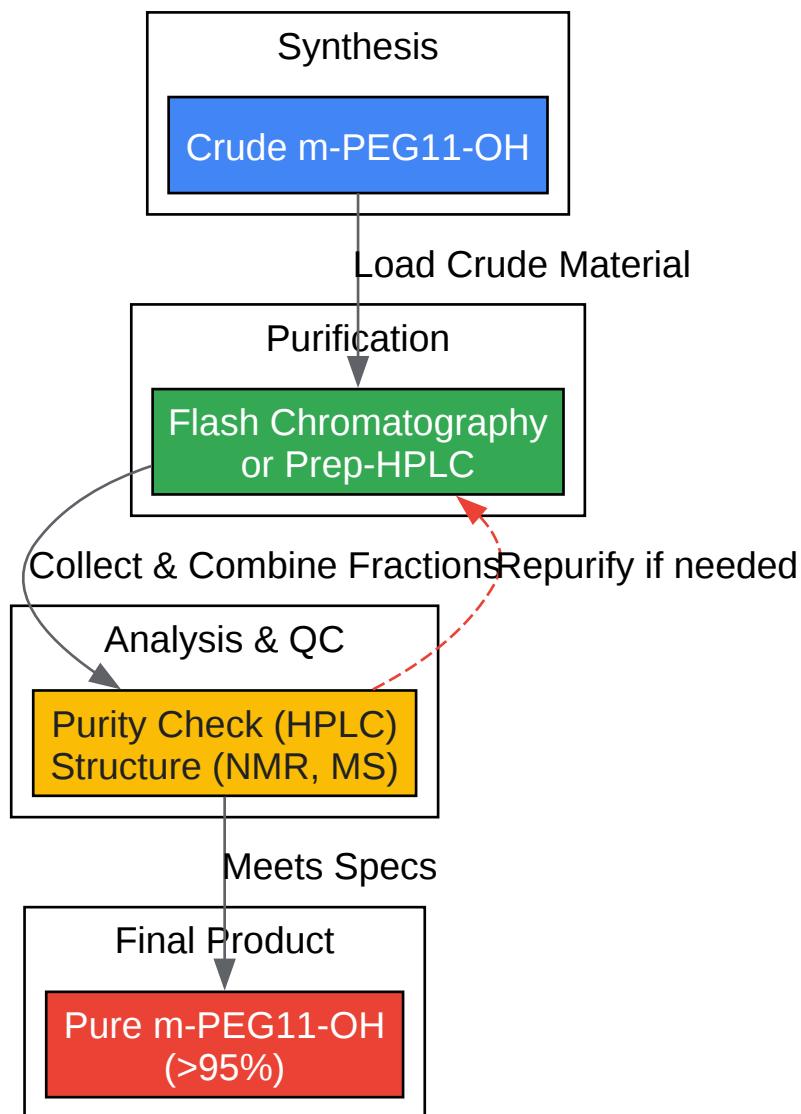 Synthesis
Crude m-PEG11-OH
Load Crude Material
Purification
Flash Chromatography
or Prep-HPLC
Collect & Combine Fractions
Repurify if needed
Analysis & QC
Purity Check (HPLC)
Structure (NMR, MS)
Meets Specs
Final Product
Pure m-PEG11-OH
(>95%)